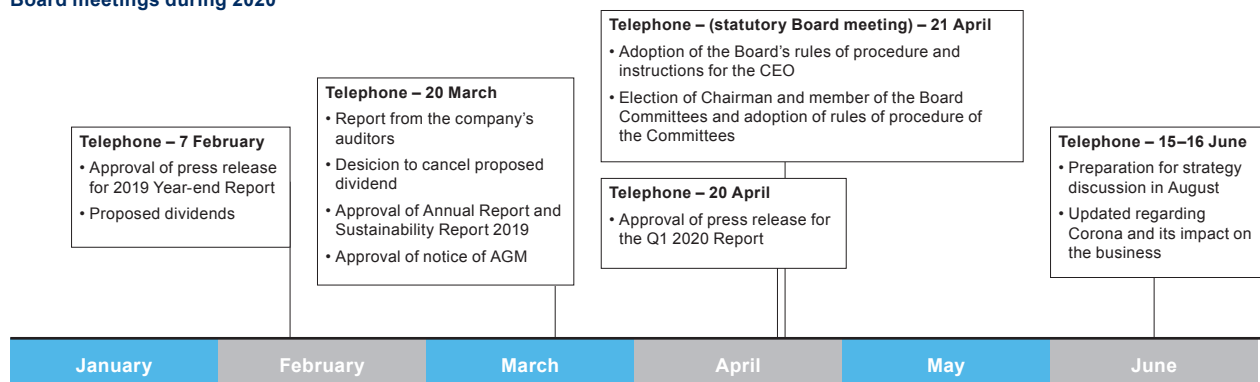 Board meetings during 2020
Telephone – 7 February
• Approval of press release
for 2019 Year-end Report
• Proposed dividends
Telephone – 20 March
• Report from the company's
auditors
• Desicion to cancel proposed
dividend
• Approval of Annual Report and
Sustainability Report 2019
• Approval of notice of AGM
Telephone – (statutory Board meeting) – 21 April
• Adoption of the Board's rules of procedure and
instructions for the CEO
• Election of Chairman and member of the Board
Committees and adoption of rules of procedure of
the Committees
Telephone – 20 April
• Approval of press release for
the Q1 2020 Report
Telephone – 15–16 June
• Preparation for strategy
discussion in August
• Updated regarding
Corona and its impact on
the business
January
February
March
April
May
June